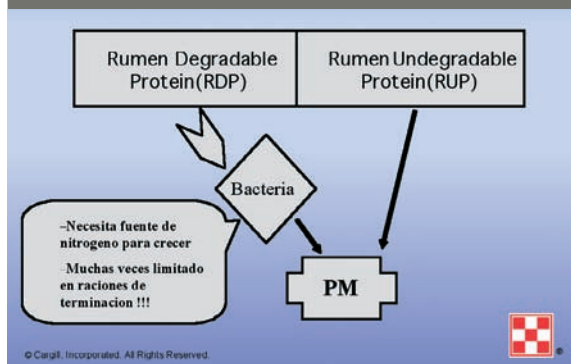 Rumen Degradable
Protein(RDP)
Rumen Undegradable
Protein(RUP)
Bacteria
–Necesita fuente de
nitrogeno para crecer
–Muchas veces limitado
en raciones de
terminacion !!!
PM
© Cargill, Incorporated. All Rights Reserved.
®